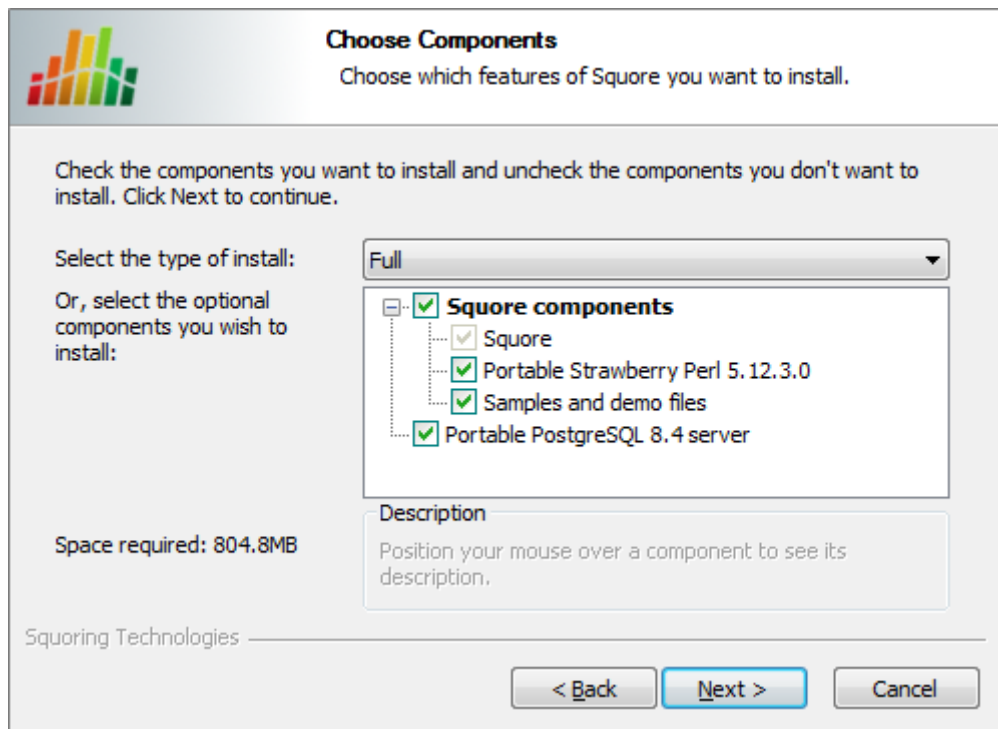 Choose Components
Choose which features of Squore you want to install.
Check the components you want to install and uncheck the components you don't want to
install. Click Next to continue.
Select the type of install:
Full
Or, select the optional
components you wish to
install:
Squore components
Squore
Portable Strawberry Perl 5.12.3.0
Samples and demo files
Portable PostgreSQL 8.4 server
Space required: 804.8MB
Description
Position your mouse over a component to see its
description.
Squoring Technologies
< Back
Next >
Cancel